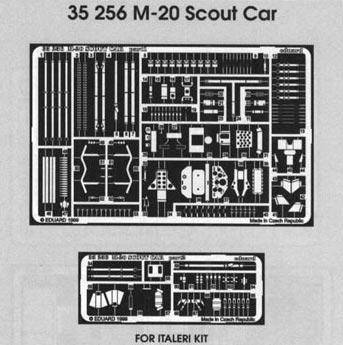 35 256 M-20 Scout Car
35 256 M-20 SCOUT CAR part1 eduard
© EDUARD 1998 Made in Czech Republic
35 256 M-20 SCOUT CAR part2 eduard
© EDUARD 1998 Made in Czech Republic
FOR ITALERI KIT